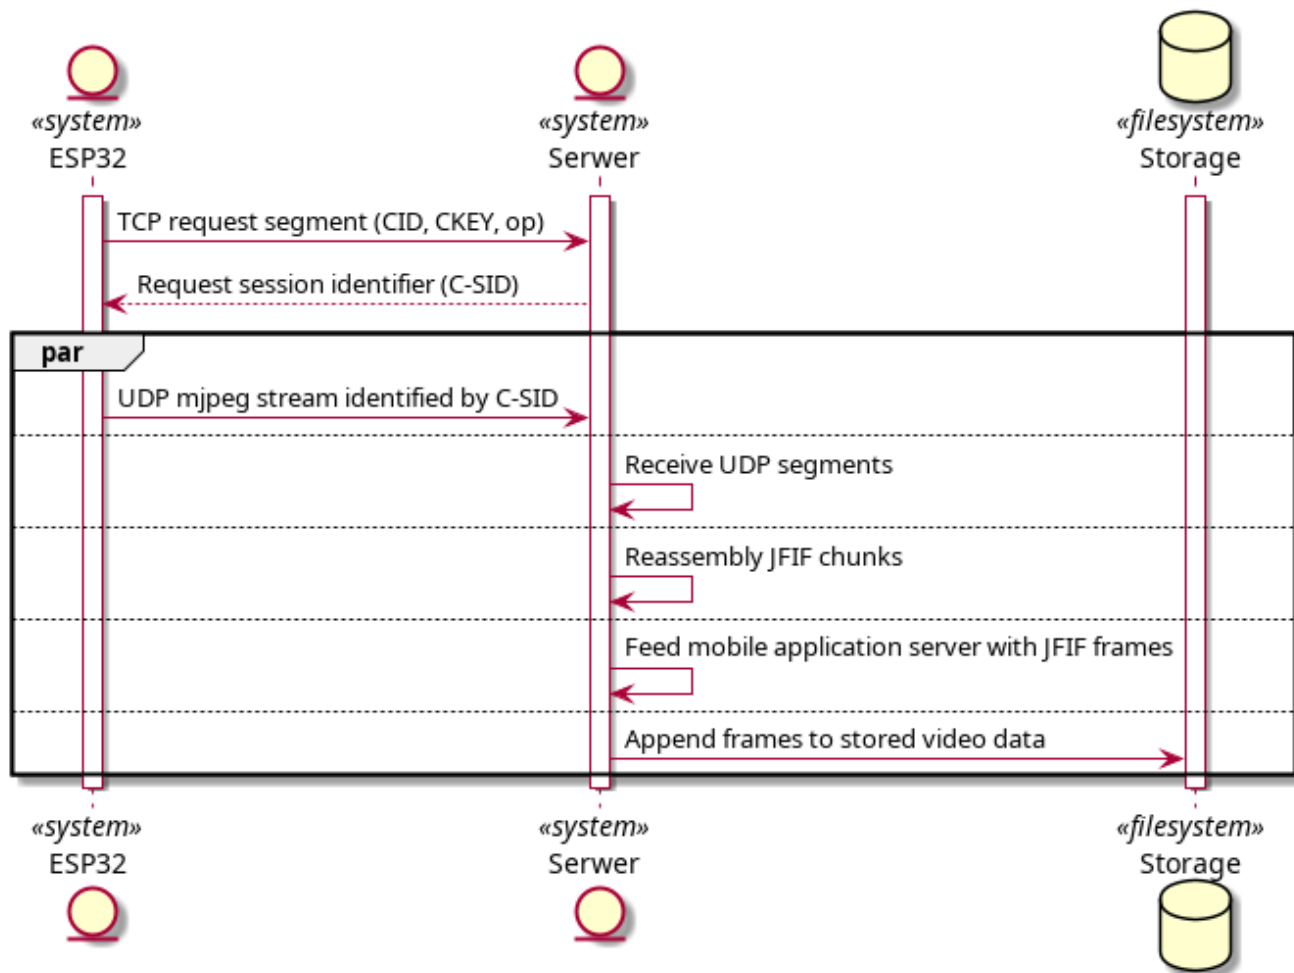 «system»
ESP32
«system»
Serwer
«filesystem»
Storage
TCP request segment (CID, CKEY, op)
Request session identifier (C-SID)
par
UDP mjpeg stream identified by C-SID
Receive UDP segments
Reassembly JFIF chunks
Feed mobile application server with JFIF frames
Append frames to stored video data
«system»
ESP32
«system»
Serwer
«filesystem»
Storage